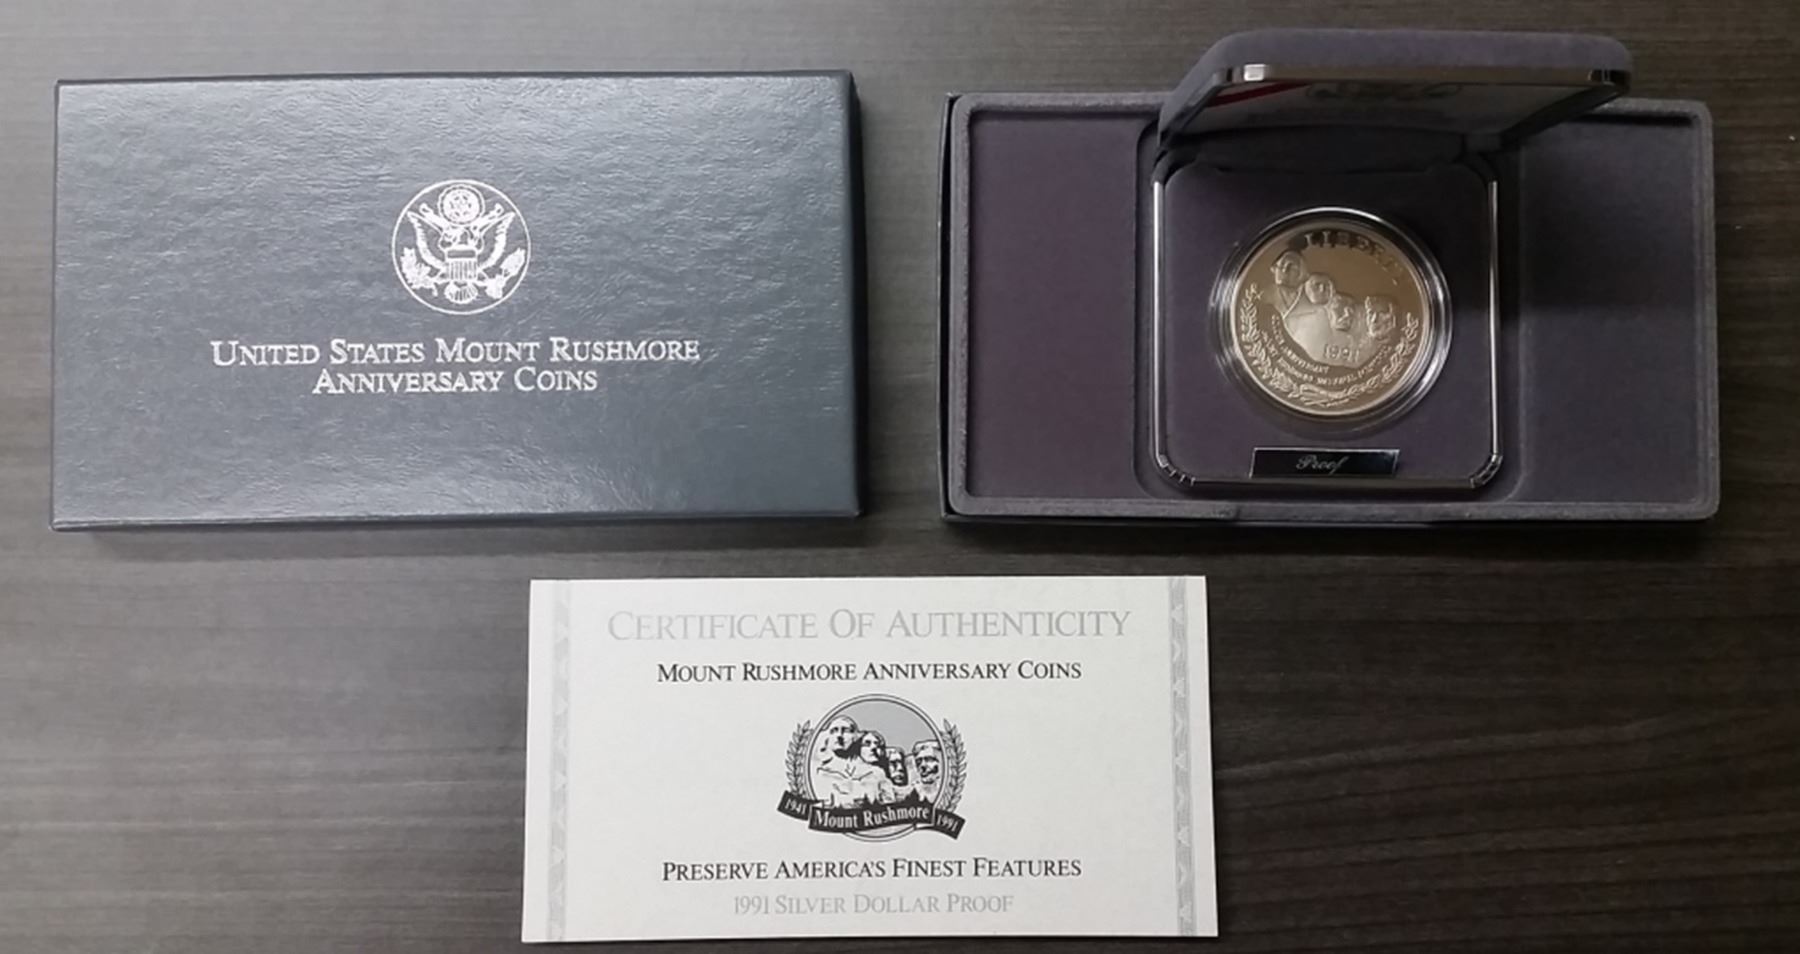 UNITED STATES MOUNT RUSHMORE
ANNIVERSARY COINS
1991
Proof
CERTIFICATE OF AUTHENTICITY
MOUNT RUSHMORE ANNIVERSARY COINS
1941 Mount Rushmore 1991
PRESERVE AMERICA'S FINEST FEATURES
1991 SILVER DOLLAR PROOF